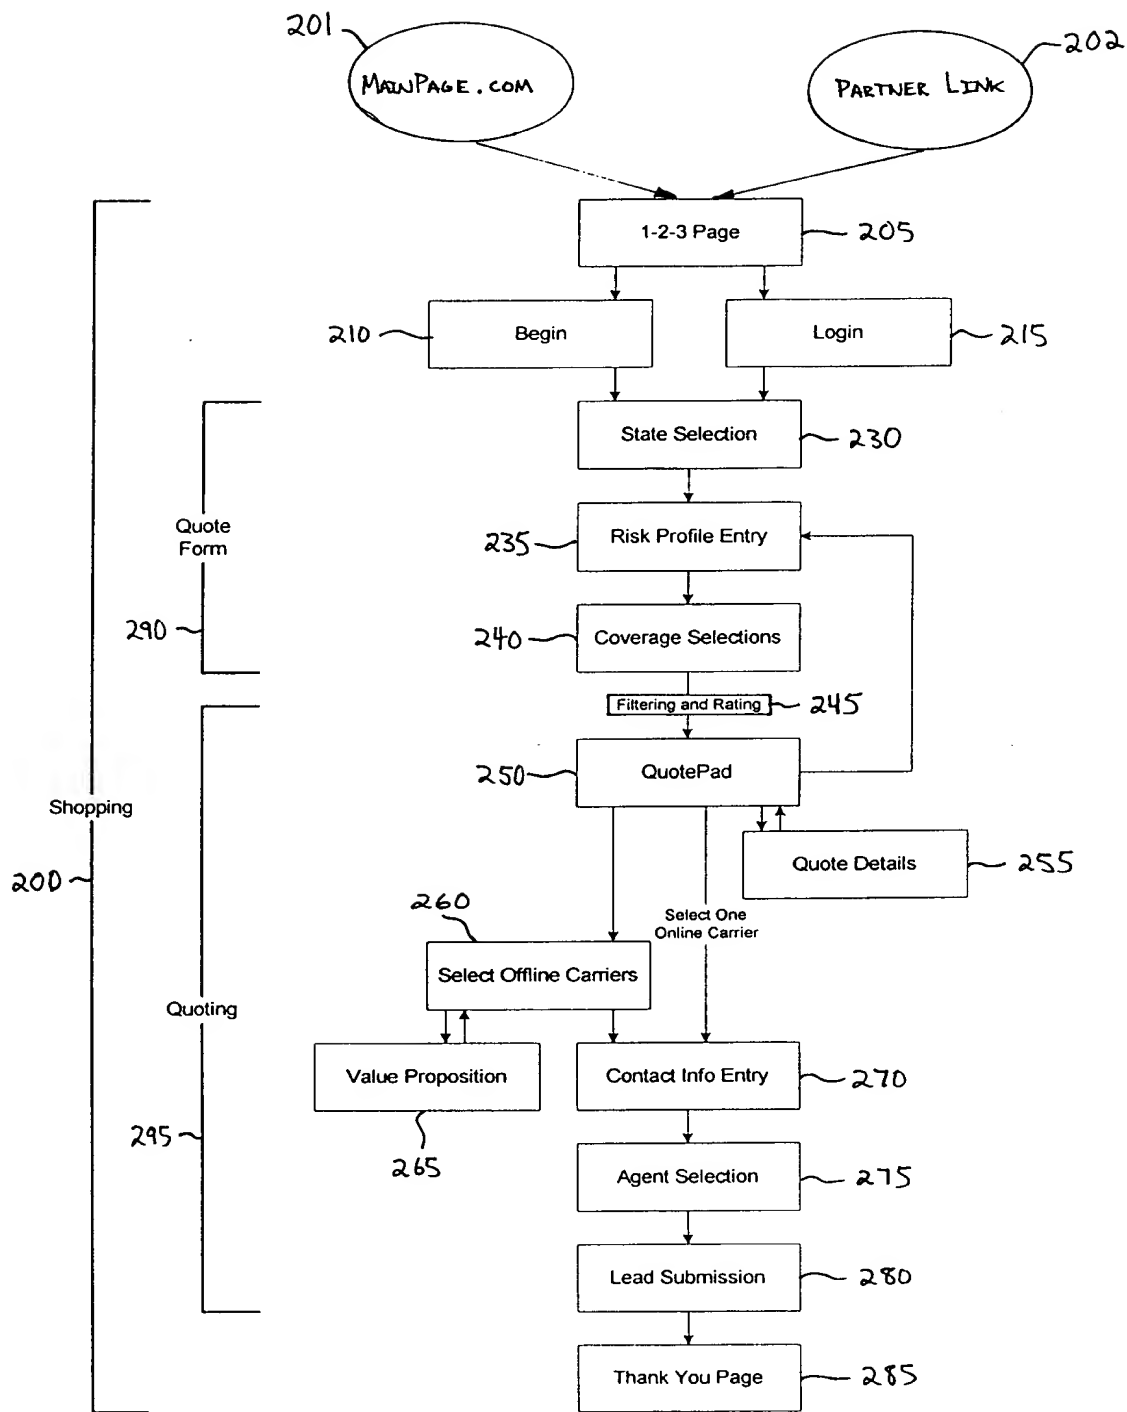 201
202
MAINPAGE.COM
PARTNER LINK
1-2-3 Page
205
210
Begin
Login
215
State Selection
230
Quote
Form
235
Risk Profile Entry
290
240
Coverage Selections
Filtering and Rating
245
250
QuotePad
Shopping
200
Quote Details
255
260
Select One
Online Carrier
Select Offline Carriers
Quoting
Value Proposition
Contact Info Entry
270
295
265
Agent Selection
275
Lead Submission
280
Thank You Page
285